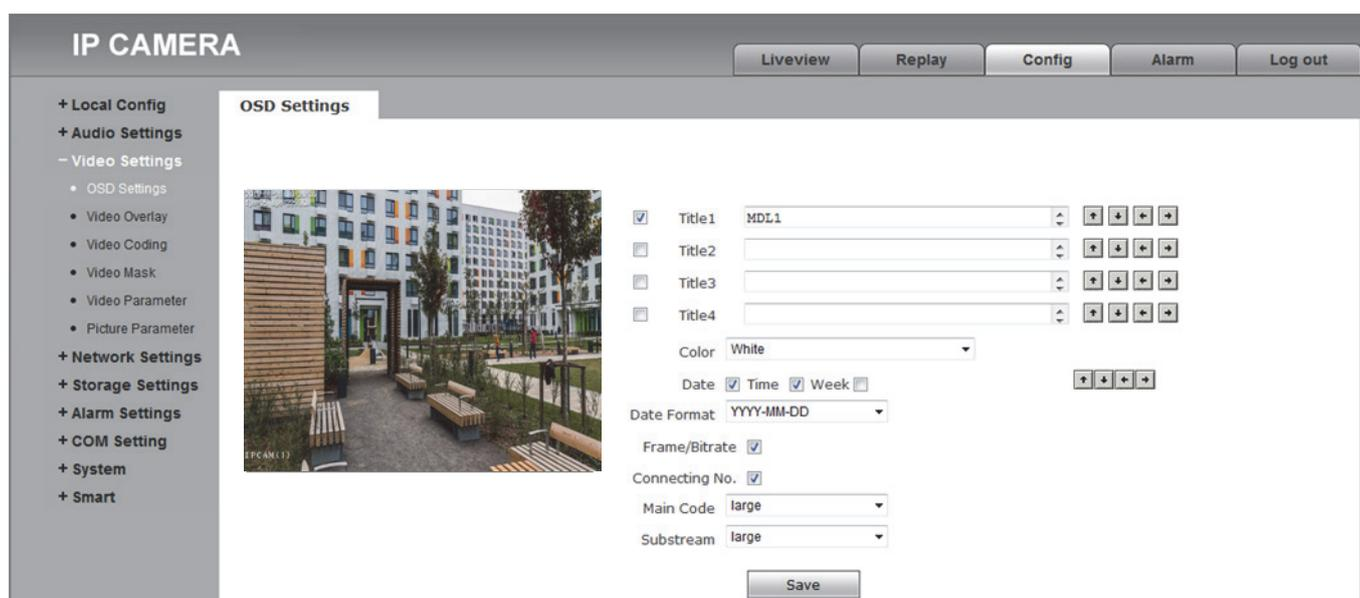 IP CAMERA
Liveview
Replay
Config
Alarm
Log out
+ Local Config
+ Audio Settings
− Video Settings
• OSD Settings
• Video Overlay
• Video Coding
• Video Mask
• Video Parameter
• Picture Parameter
+ Network Settings
+ Storage Settings
+ Alarm Settings
+ COM Setting
+ System
+ Smart
OSD Settings
IPCAM(1)
Title1 MDL1
Title2
Title3
Title4
Color White
Date Time Week
Date Format YYYY-MM-DD
Frame/Bitrate
Connecting No.
Main Code large
Substream large
Save